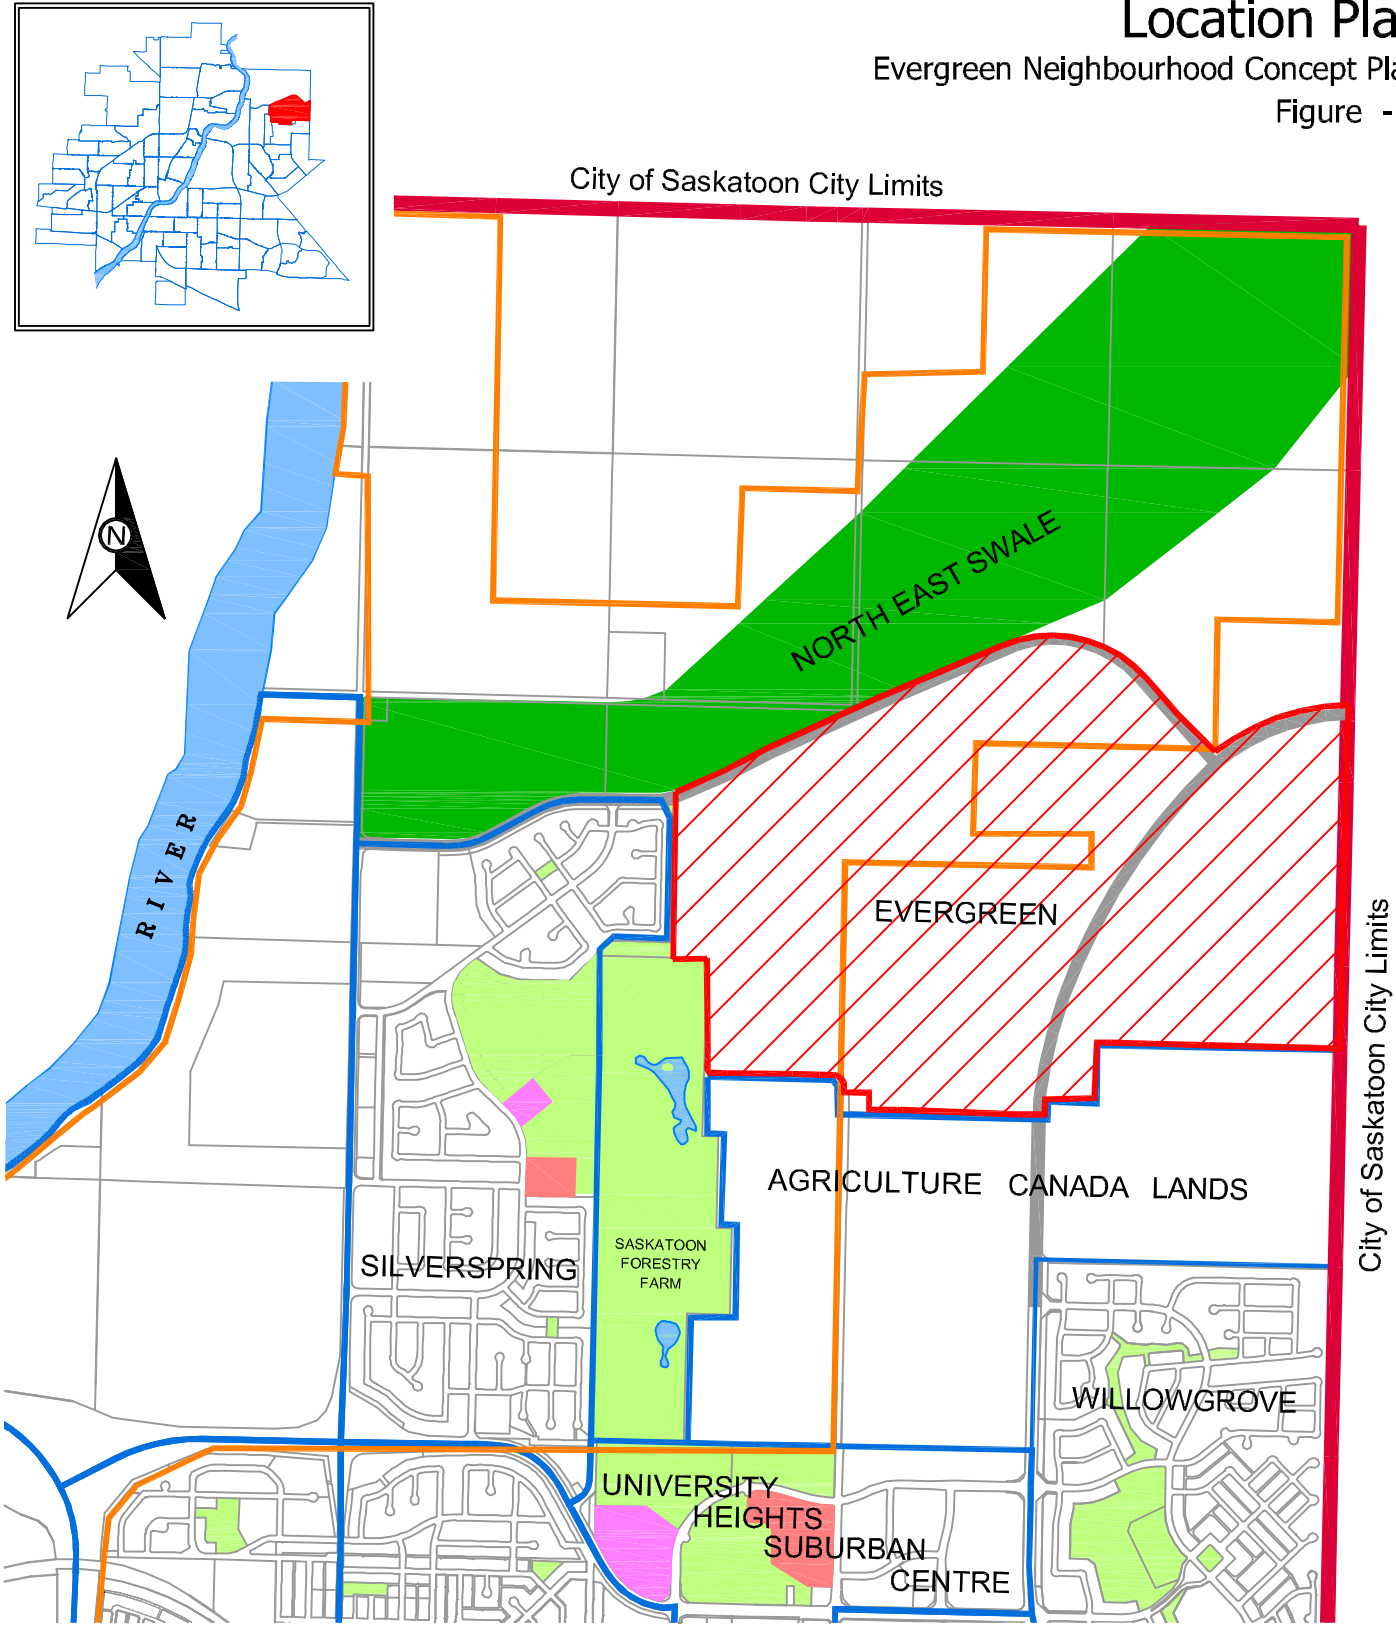 Location Pla
Evergreen Neighbourhood Concept Pla
Figure -
City of Saskatoon City Limits
N
NORTH EAST SWALE
RIVER
EVERGREEN
City of Saskatoon City Limits
AGRICULTURE CANADA LANDS
SILVERSPRING
SASKATOON
FORESTRY
FARM
WILLOWGROVE
UNIVERSITY
HEIGHTS
SUBURBAN
CENTRE